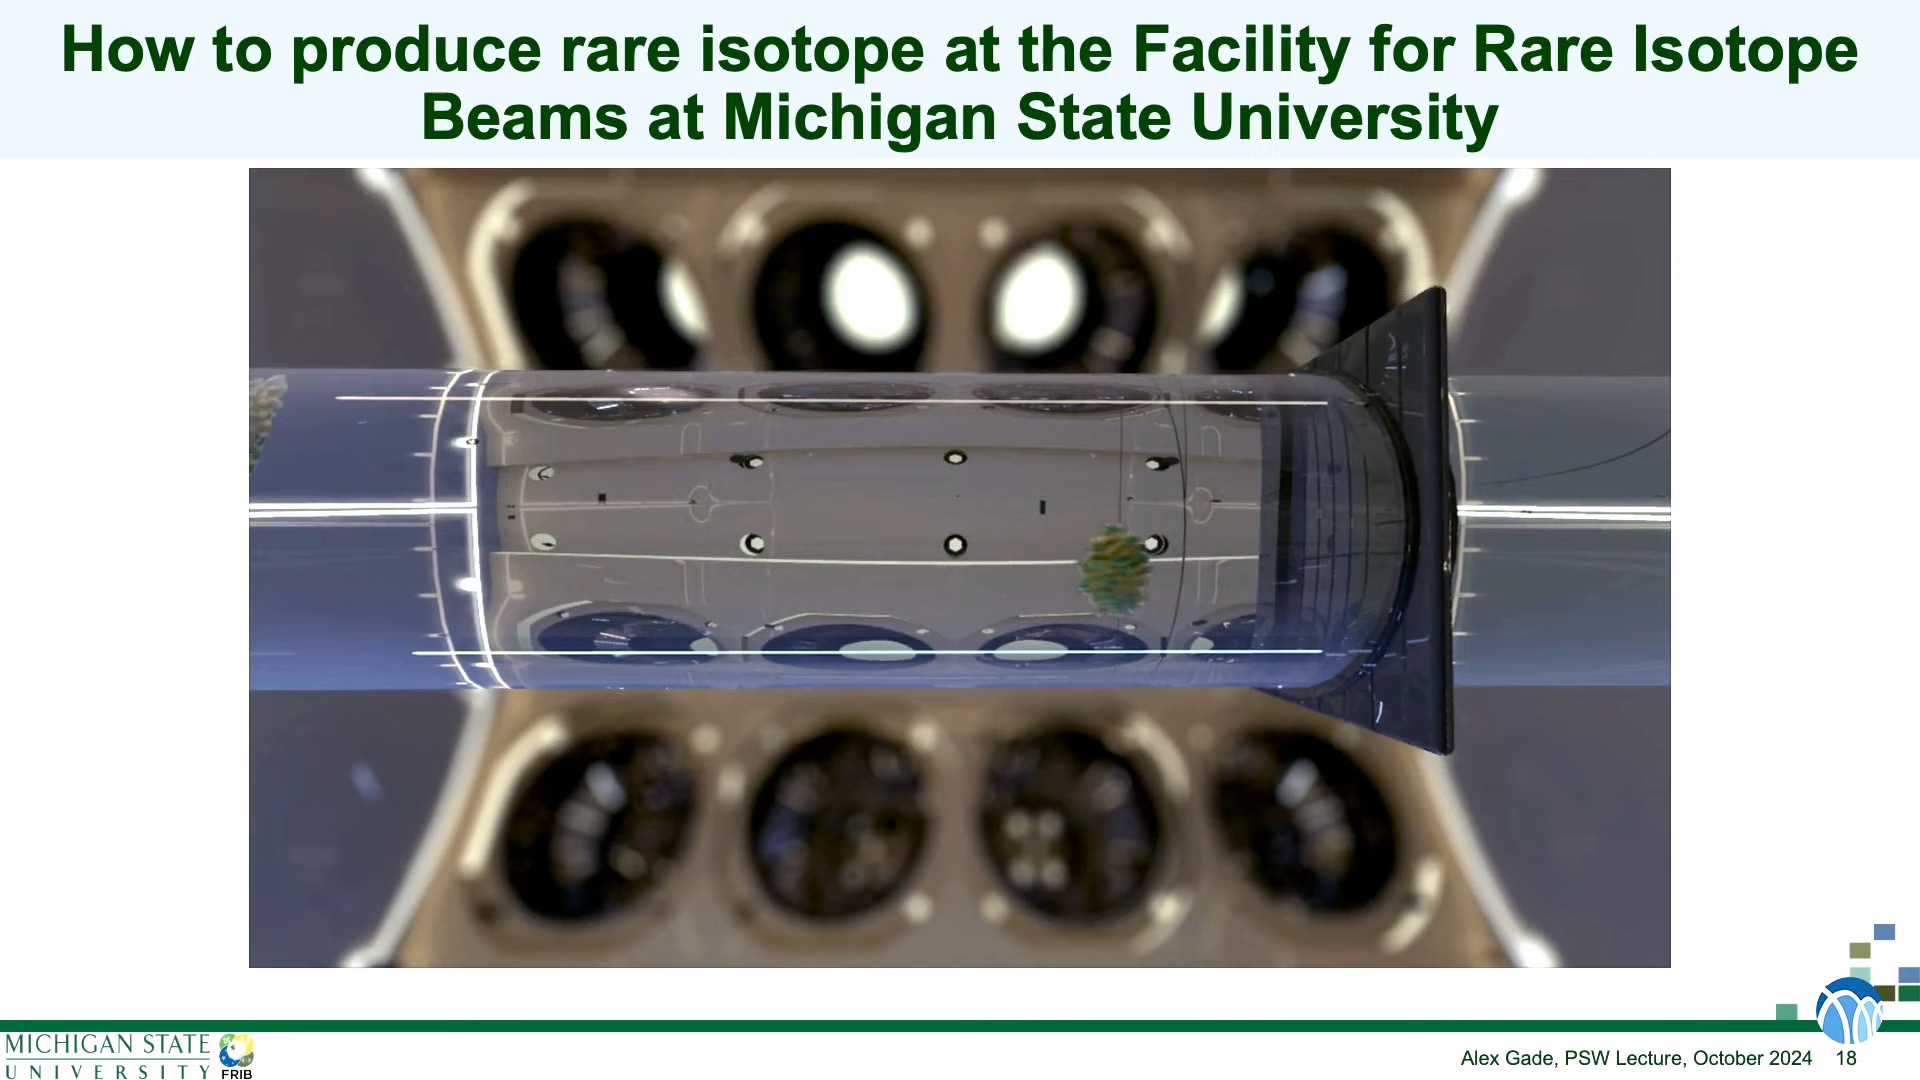 How to produce rare isotope at the Facility for Rare Isotope
Beams at Michigan State University
MICHIGAN STATE
UNIVERSITY
FRIB
Alex Gade, PSW Lecture, October 2024 18